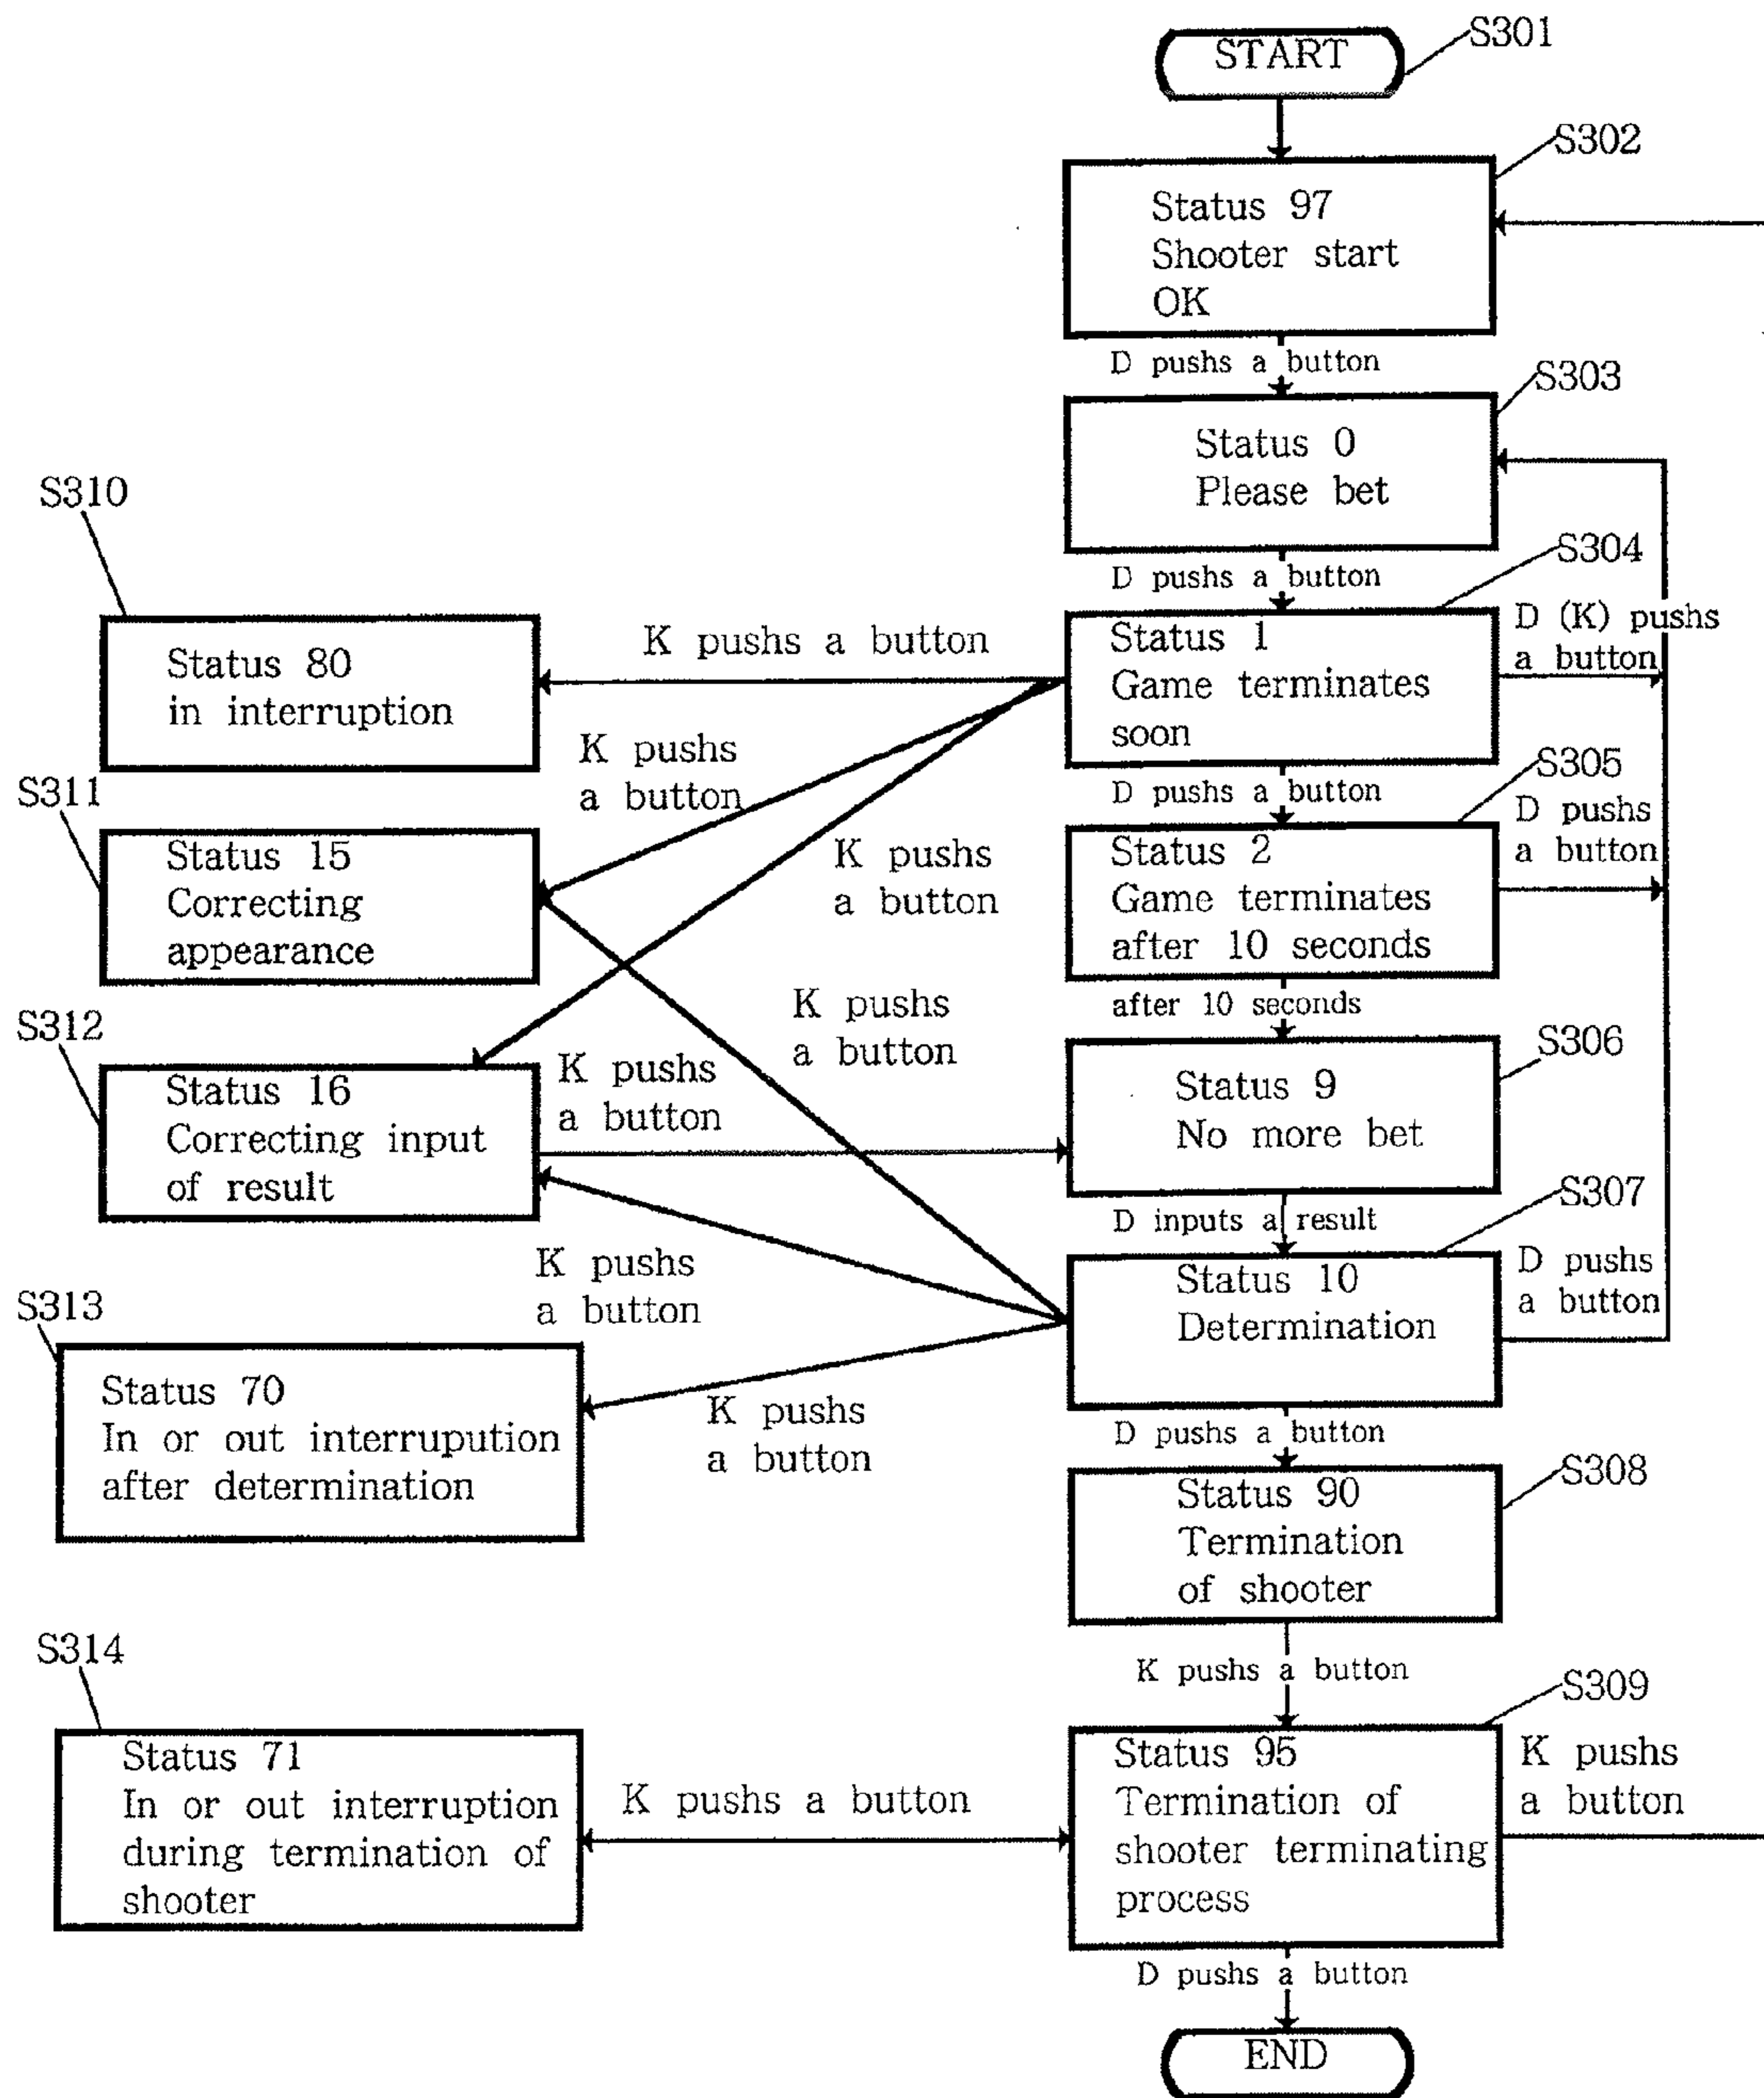 START
S301
S302
Status 97
Shooter start
OK
D pushs a button
S303
Status 0
Please bet
S310
S304
D pushs a button
D (K) pushs
a button
Status 80
in interruption
K pushs a button
Status 1
Game terminates
soon
K pushs
a button
S311
S305
D pushs a button
D pushs
a button
Status 15
Correcting
appearance
K pushs
a button
Status 2
Game terminates
after 10 seconds
S312
K pushs
a button
after 10 seconds
S306
K pushs
a button
Status 16
Correcting input
of result
Status 9
No more bet
S307
D inputs a result
K pushs
a button
Status 10
Determination
D pushs
a button
S313
Status 70
In or out interrupution
after determination
K pushs
a button
D pushs a button
S308
Status 90
Termination
of shooter
S314
K pushs a button
S309
Status 71
In or out interruption
during termination of
shooter
K pushs a button
Status 95
Termination of
shooter terminating
process
K pushs
a button
D pushs a button
END